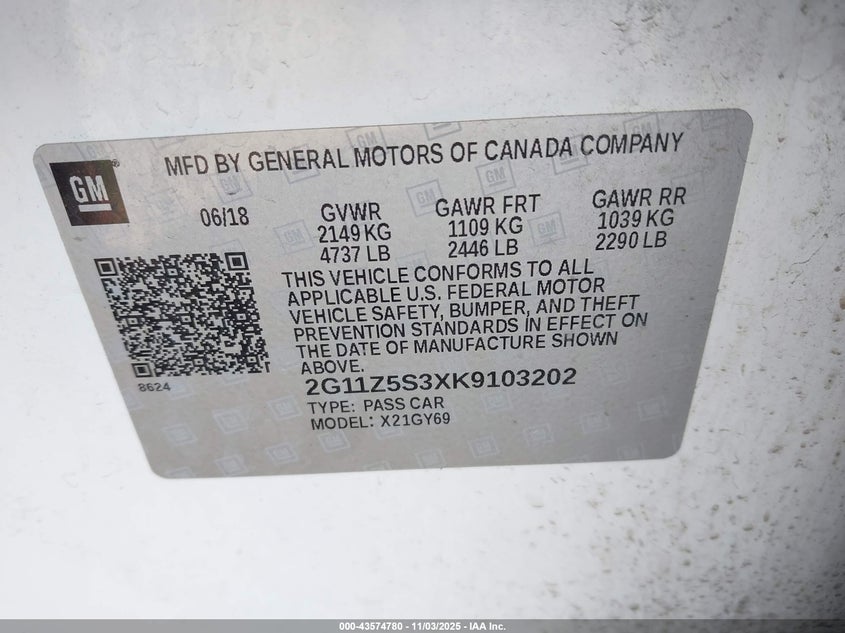 GM
MFD BY GENERAL MOTORS OF CANADA COMPANY
06/18 GVWR GAWR FRT GAWR RR
2149 KG 1109 KG 1039 KG
4737 LB 2446 LB 2290 LB
THIS VEHICLE CONFORMS TO ALL
APPLICABLE U.S. FEDERAL MOTOR
VEHICLE SAFETY, BUMPER, AND THEFT
PREVENTION STANDARDS IN EFFECT ON
THE DATE OF MANUFACTURE SHOWN
ABOVE.
8624
2G11Z5S3XK9103202
TYPE: PASS CAR
MODEL: X21GY69
000-43574780 - 11/03/2025 - IAA Inc.